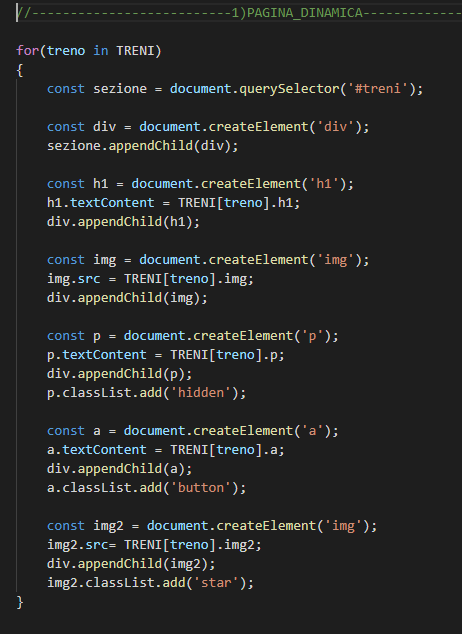 //--------------------------1)PAGINA_DINAMICA-------------
for(treno in TRENI)
{
const sezione = document.querySelector('#treni');
const div = document.createElement('div');
sezione.appendChild(div);
const h1 = document.createElement('h1');
h1.textContent = TRENI[treno].h1;
div.appendChild(h1);
const img = document.createElement('img');
img.src = TRENI[treno].img;
div.appendChild(img);
const p = document.createElement('p');
p.textContent = TRENI[treno].p;
div.appendChild(p);
p.classList.add('hidden');
const a = document.createElement('a');
a.textContent = TRENI[treno].a;
div.appendChild(a);
a.classList.add('button');
const img2 = document.createElement('img');
img2.src= TRENI[treno].img2;
div.appendChild(img2);
img2.classList.add('star');
}